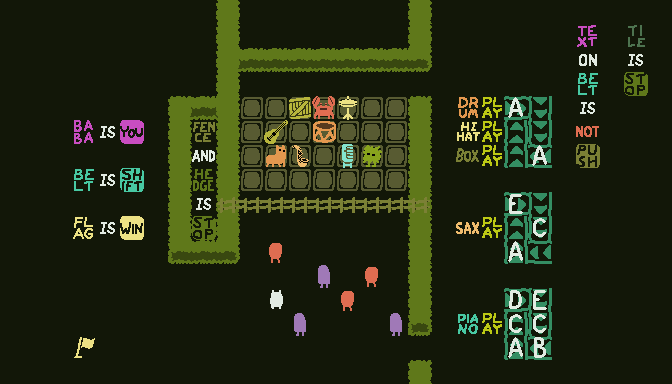 BABA IS YOU
BELT IS SHIFT
FLAG IS WIN
FENCE
AND
HEDGE
IS
STOP
DRUM PLAY A
HIHAT PLAY
BOX PLAY A
E
SAX PLAY C
A
D E
PIANO PLAY C C
A B
TEXT
ON
BELT
IS
NOT
PUSH
TILE
IS
STOP